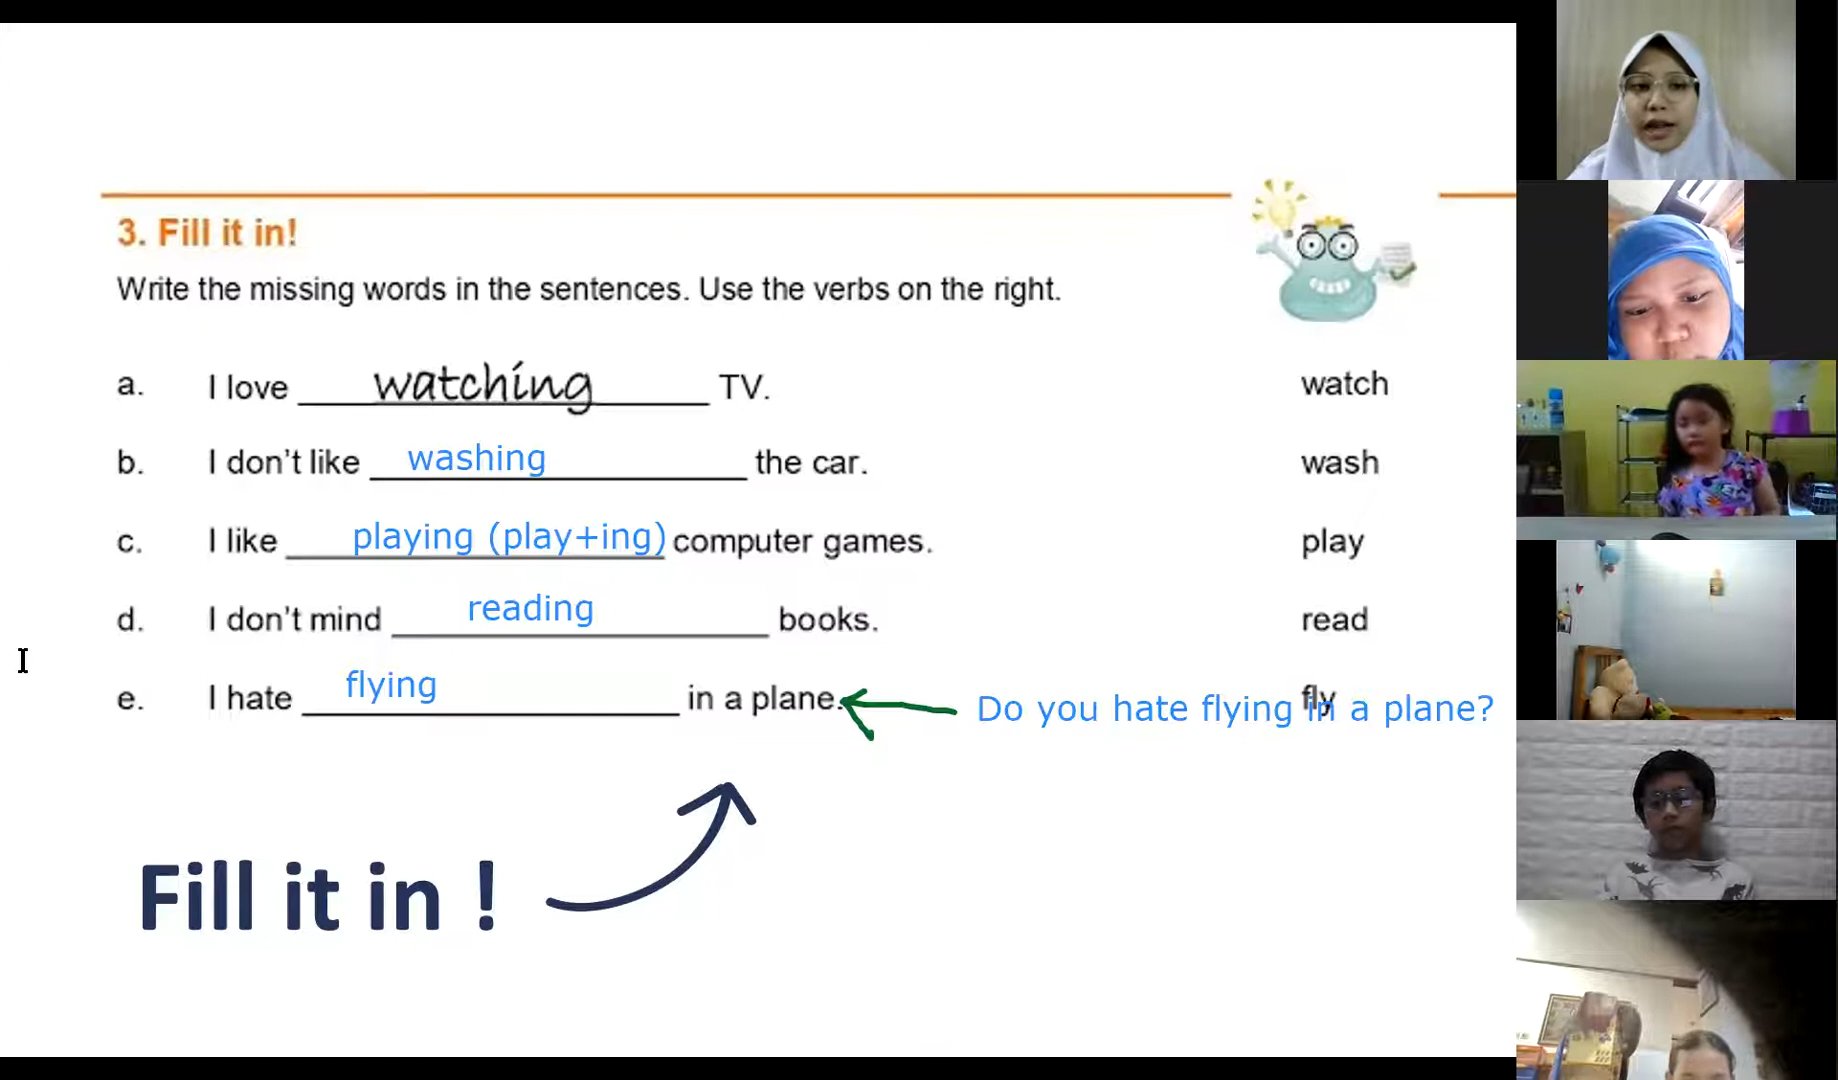 3. Fill it in!
Write the missing words in the sentences. Use the verbs on the right.
a. I love watching TV. watch
b. I don't like washing the car. wash
c. I like playing (play+ing) computer games. play
d. I don't mind reading books. read
e. I hate flying in a plane. fly
Do you hate flying in a plane?
Fill it in !